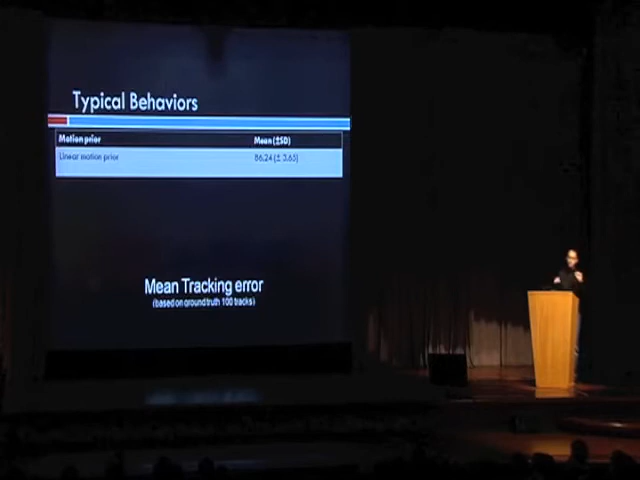 Typical Behaviors
Motion prior Mean (±SD)
Linear motion prior 86.24 (± 3.65)
Mean Tracking error
(based on ground truth 100 tracks)